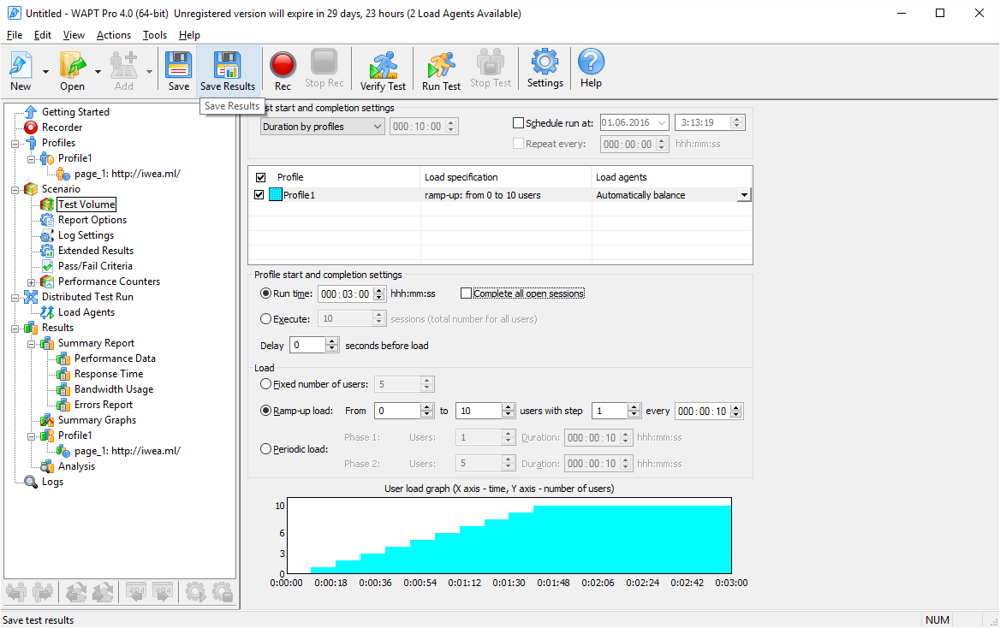 Untitled - WAPT Pro 4.0 (64-bit)  Unregistered version will expire in 29 days, 23 hours (2 Load Agents Available)
File Edit View Actions Tools Help
New Open Add Save Save Results Rec Stop Rec Verify Test Run Test Stop Test Settings Help
Save Results
Getting Started
Recorder
Profiles
Profile1
page_1: http://iwea.ml/
Scenario
Test Volume
Report Options
Log Settings
Extended Results
Pass/Fail Criteria
Performance Counters
Distributed Test Run
Load Agents
Results
Summary Report
Performance Data
Response Time
Bandwidth Usage
Errors Report
Summary Graphs
Profile1
page_1: http://iwea.ml/
Analysis
Logs
404 404
st start and completion settings
Duration by profiles 000:10:00 Schedule run at: 01.06.2016 3:13:19
Repeat every: 000:00:00 hhh:mm:ss
Profile Load specification Load agents
Profile1 ramp-up: from 0 to 10 users Automatically balance
Profile start and completion settings
Run time: 000:03:00 hhh:mm:ss Complete all open sessions
Execute: 10 sessions (total number for all users)
Delay 0 seconds before load
Load
Fixed number of users: 5
Ramp-up load: From 0 to 10 users with step 1 every 000:00:10
Phase 1: Users: 1 Duration: 000:00:10 hhh:mm:ss
Periodic load:
Phase 2: Users: 5 Duration: 000:00:10 hhh:mm:ss
User load graph (X axis - time, Y axis - number of users)
10
6
3
0
0:00:00 0:00:18 0:00:36 0:00:54 0:01:12 0:01:30 0:01:48 0:02:06 0:02:24 0:02:42 0:03:00
Save test results NUM